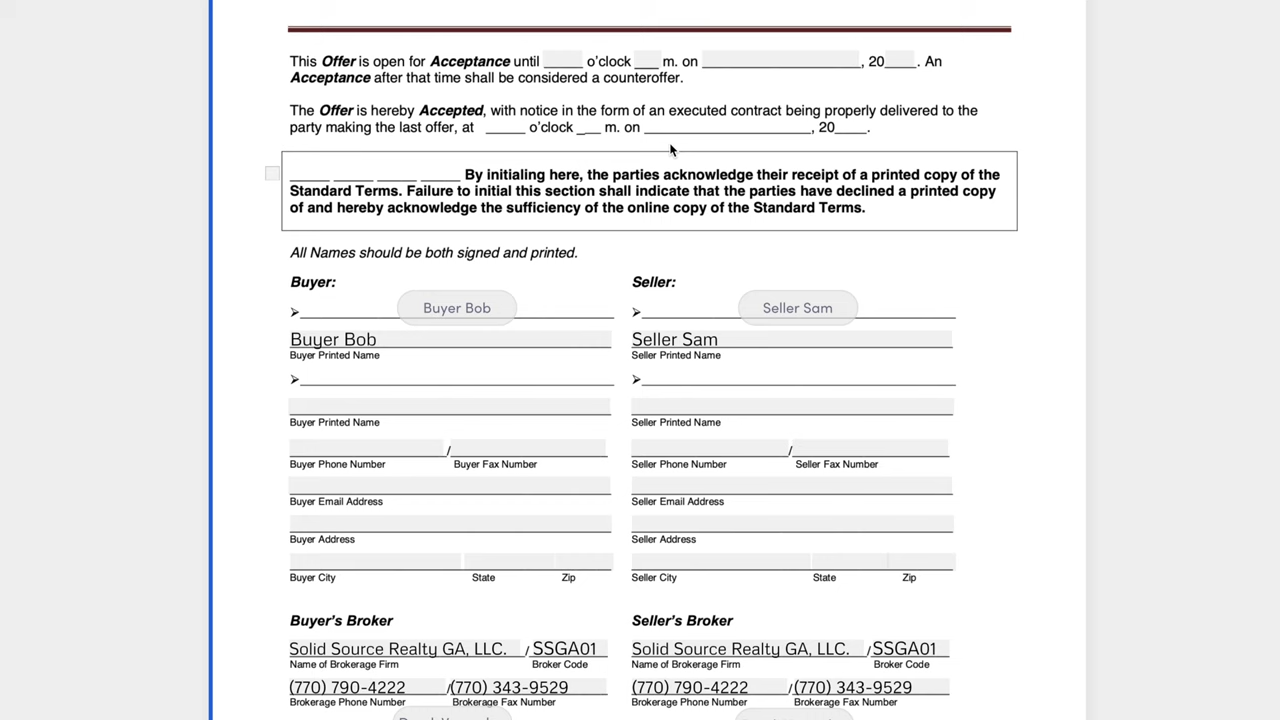 This Offer is open for Acceptance until _____ o’clock ___ m. on ____________________, 20____. An
Acceptance after that time shall be considered a counteroffer.
The Offer is hereby Accepted, with notice in the form of an executed contract being properly delivered to the
party making the last offer, at _____ o’clock ___ m. on _____________________, 20____.
_____ _____ _____ _____ By initialing here, the parties acknowledge their receipt of a printed copy of the
Standard Terms. Failure to initial this section shall indicate that the parties have declined a printed copy
of and hereby acknowledge the sufficiency of the online copy of the Standard Terms.
All Names should be both signed and printed.
Buyer: Seller:
Buyer Bob Seller Sam
Buyer Bob Seller Sam
Buyer Printed Name Seller Printed Name
Buyer Printed Name Seller Printed Name
/ /
Buyer Phone Number Buyer Fax Number Seller Phone Number Seller Fax Number
Buyer Email Address Seller Email Address
Buyer Address Seller Address
Buyer City State Zip Seller City State Zip
Buyer’s Broker Seller’s Broker
Solid Source Realty GA, LLC. / SSGA01 Solid Source Realty GA, LLC. / SSGA01
Name of Brokerage Firm Broker Code Name of Brokerage Firm Broker Code
(770) 790-4222 /(770) 343-9529 (770) 790-4222 /(770) 343-9529
Brokerage Phone Number Brokerage Fax Number Brokerage Phone Number Brokerage Fax Number